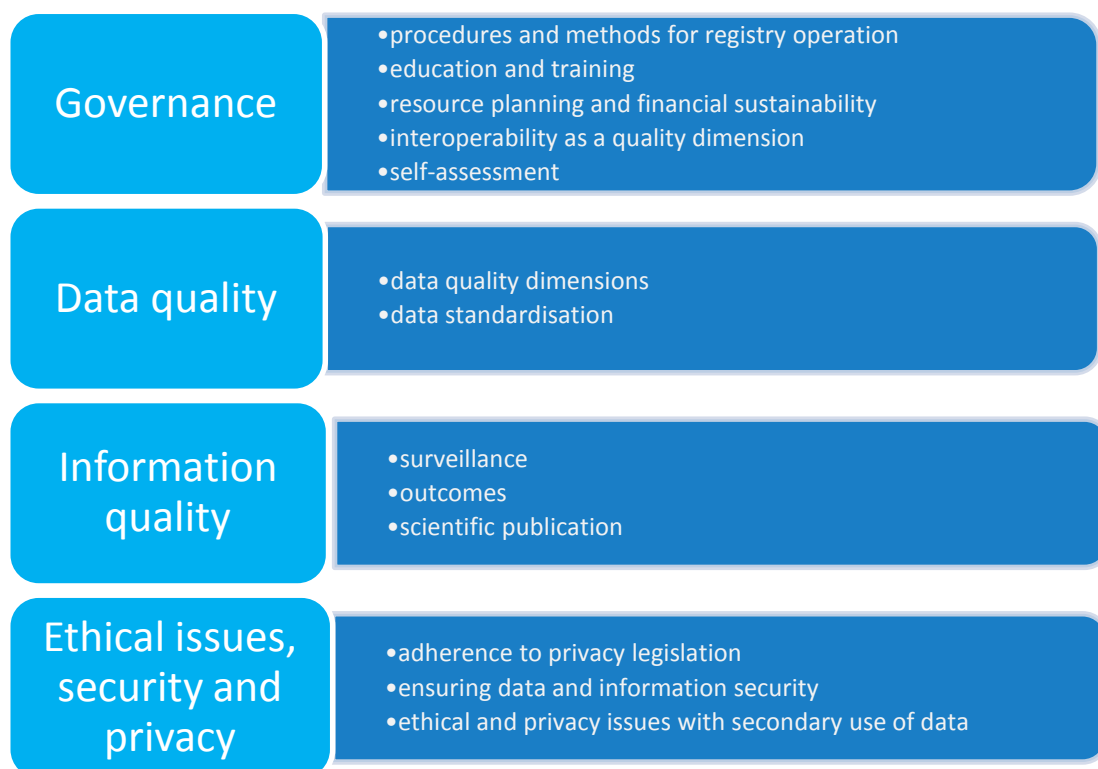 Governance
•procedures and methods for registry operation
•education and training
•resource planning and financial sustainability
•interoperability as a quality dimension
•self-assessment
Data quality
•data quality dimensions
•data standardisation
Information
quality
•surveillance
•outcomes
•scientific publication
Ethical issues,
security and
privacy
•adherence to privacy legislation
•ensuring data and information security
•ethical and privacy issues with secondary use of data